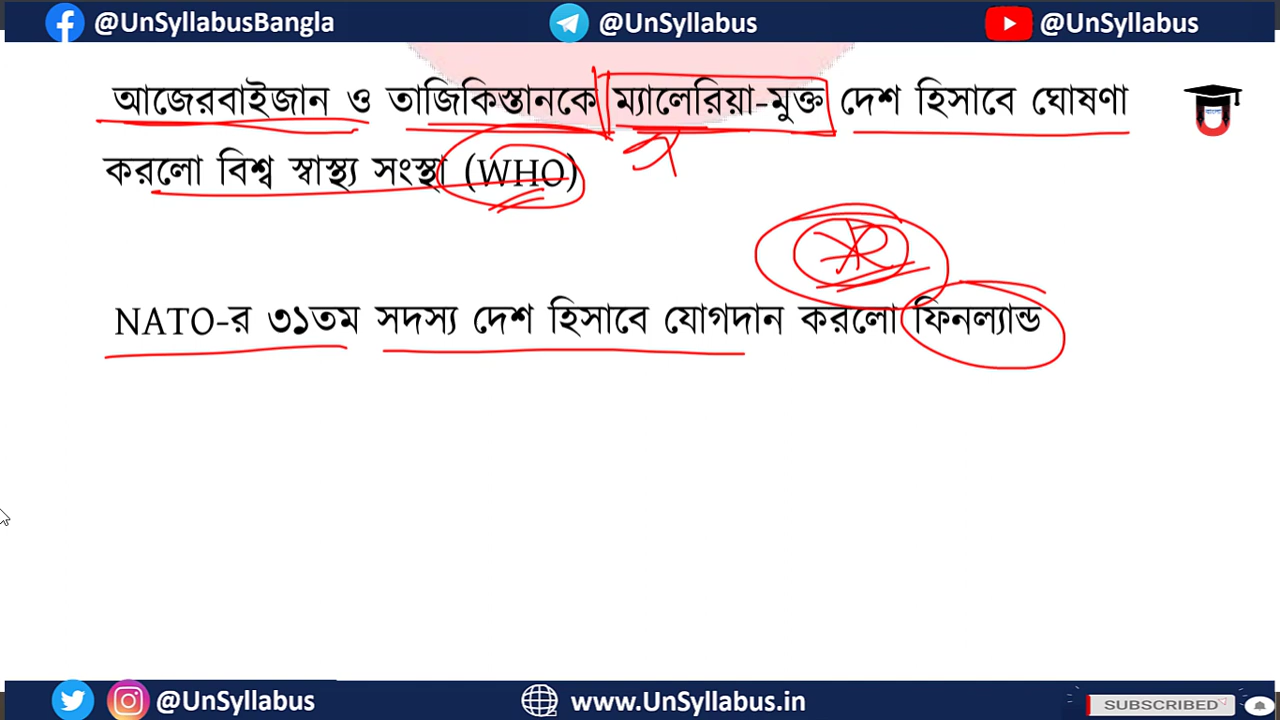 @UnSyllabusBangla @UnSyllabus @UnSyllabus
আজেরবাইজান ও তাজিকিস্তানকে ম্যালেরিয়া-মুক্ত দেশ হিসাবে ঘোষণা
করলো বিশ্ব স্বাস্থ্য সংস্থা (WHO)
NATO-র ৩১তম সদস্য দেশ হিসাবে যোগদান করলো ফিনল্যান্ড
@UnSyllabus www.UnSyllabus.in SUBSCRIBED